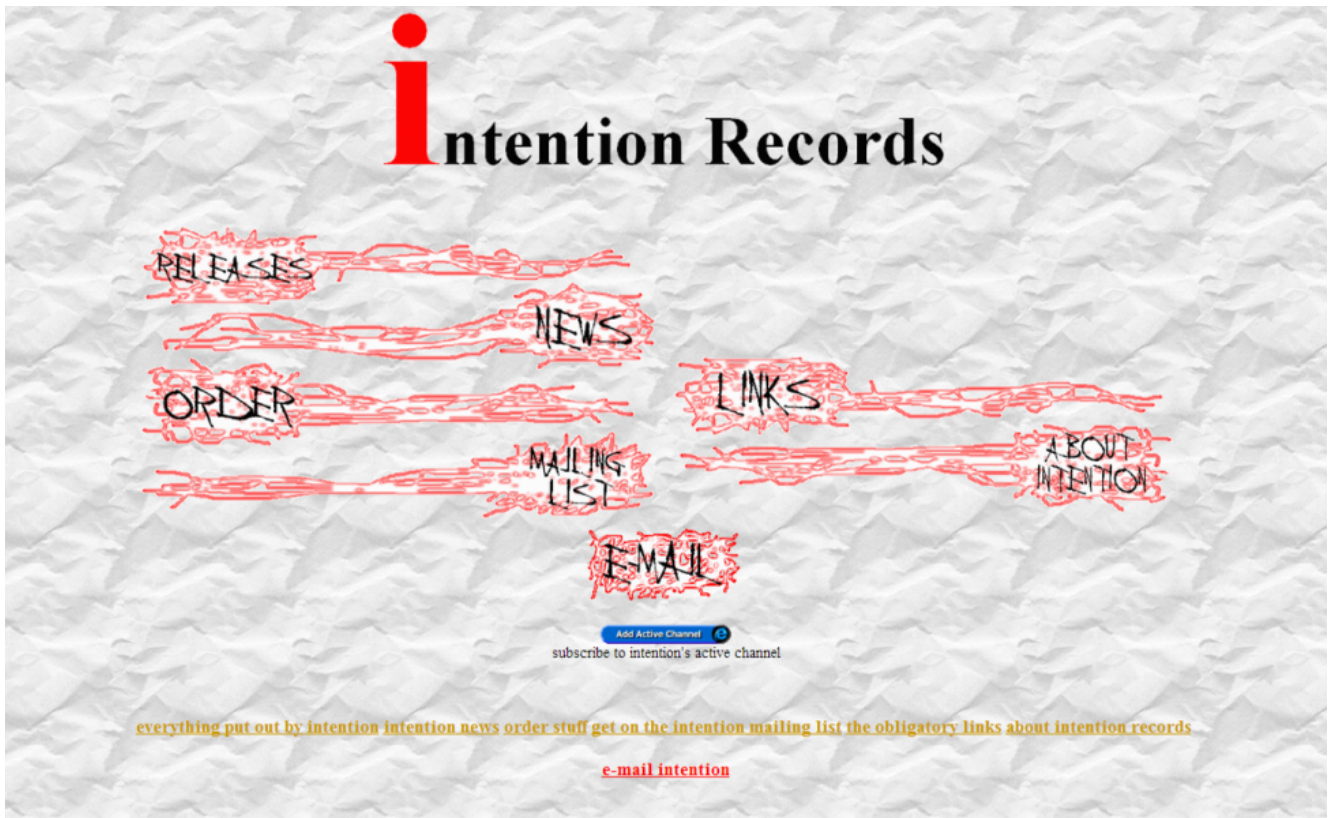 intention Records
RELEASES
NEWS
ORDER
LINKS
MAILING
LIST
ABOUT
INTENTION
E-MAIL
Add Active Channel
subscribe to intention's active channel
everything put out by intention intention news order stuff get on the intention mailing list the obligatory links about intention records
e-mail intention